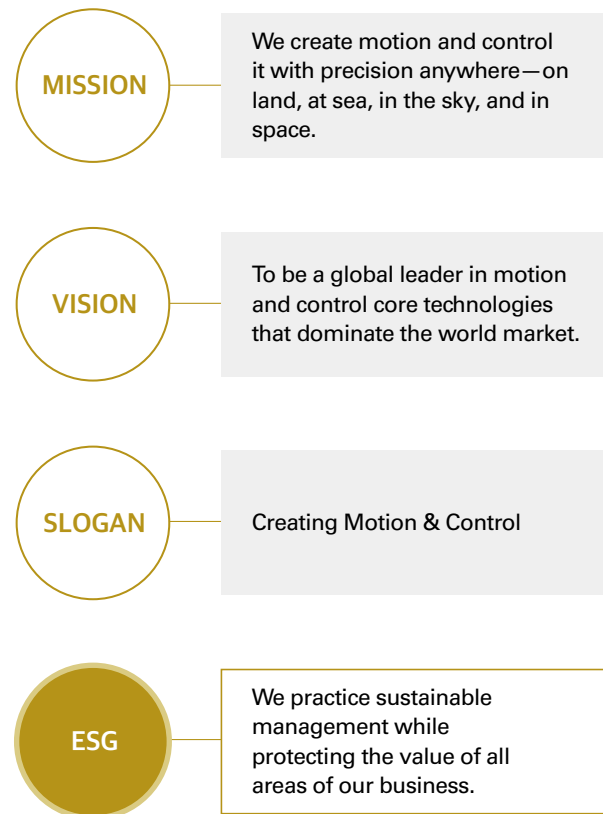 MISSION
We create motion and control
it with precision anywhere—on
land, at sea, in the sky, and in
space.
VISION
To be a global leader in motion
and control core technologies
that dominate the world market.
SLOGAN
Creating Motion & Control
ESG
We practice sustainable
management while
protecting the value of all
areas of our business.